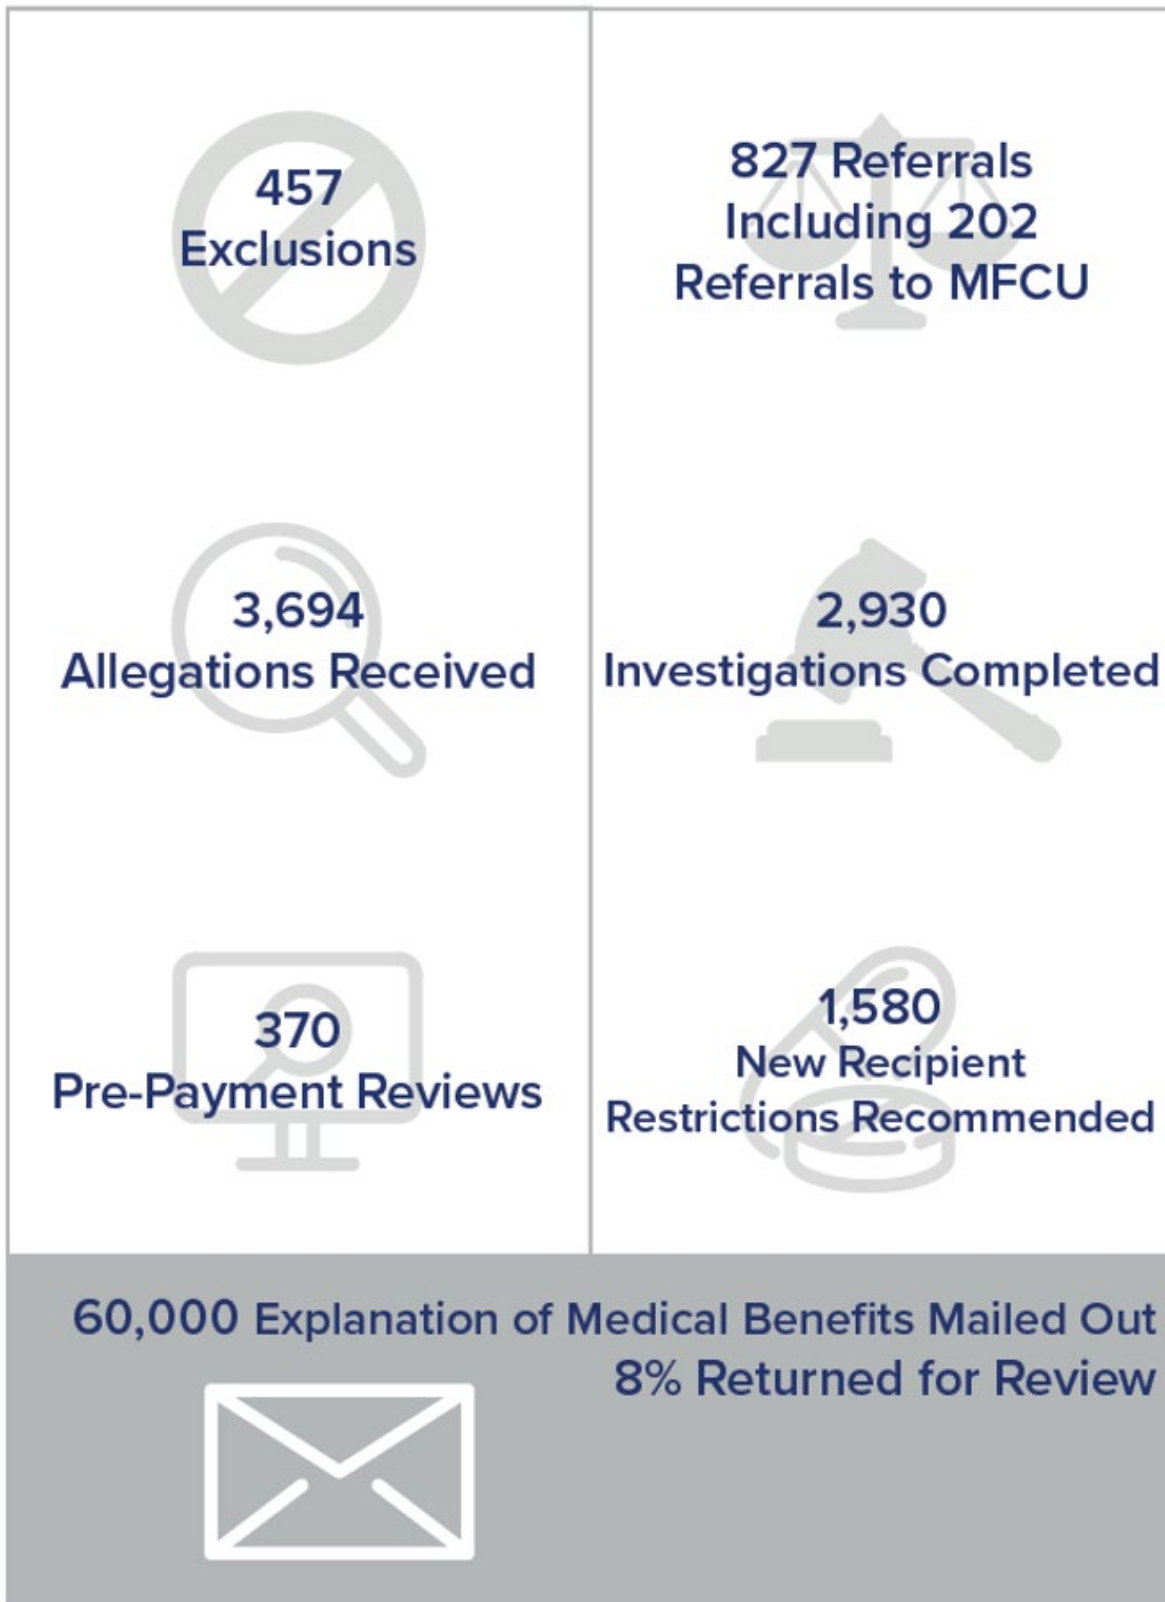 457
Exclusions
827 Referrals
Including 202
Referrals to MFCU
3,694
Allegations Received
2,930
Investigations Completed
370
Pre-Payment Reviews
1,580
New Recipient
Restrictions Recommended
60,000 Explanation of Medical Benefits Mailed Out
8% Returned for Review